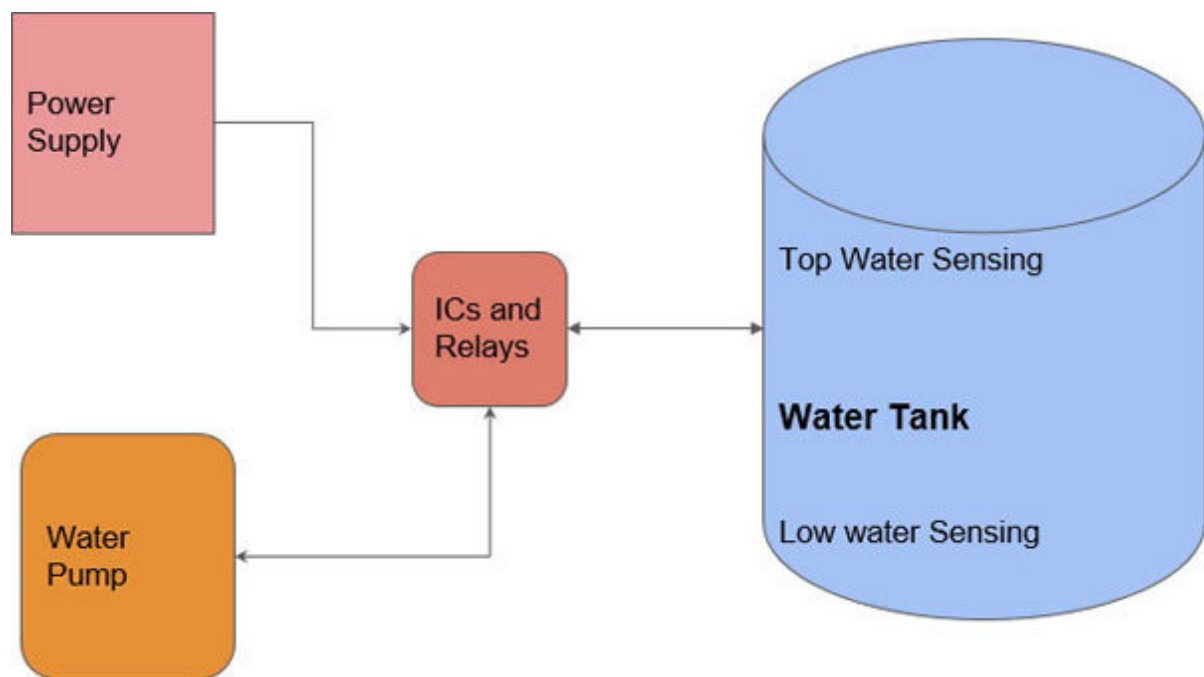 Power
Supply
ICs and
Relays
Water
Pump
Top Water Sensing
Water Tank
Low water Sensing